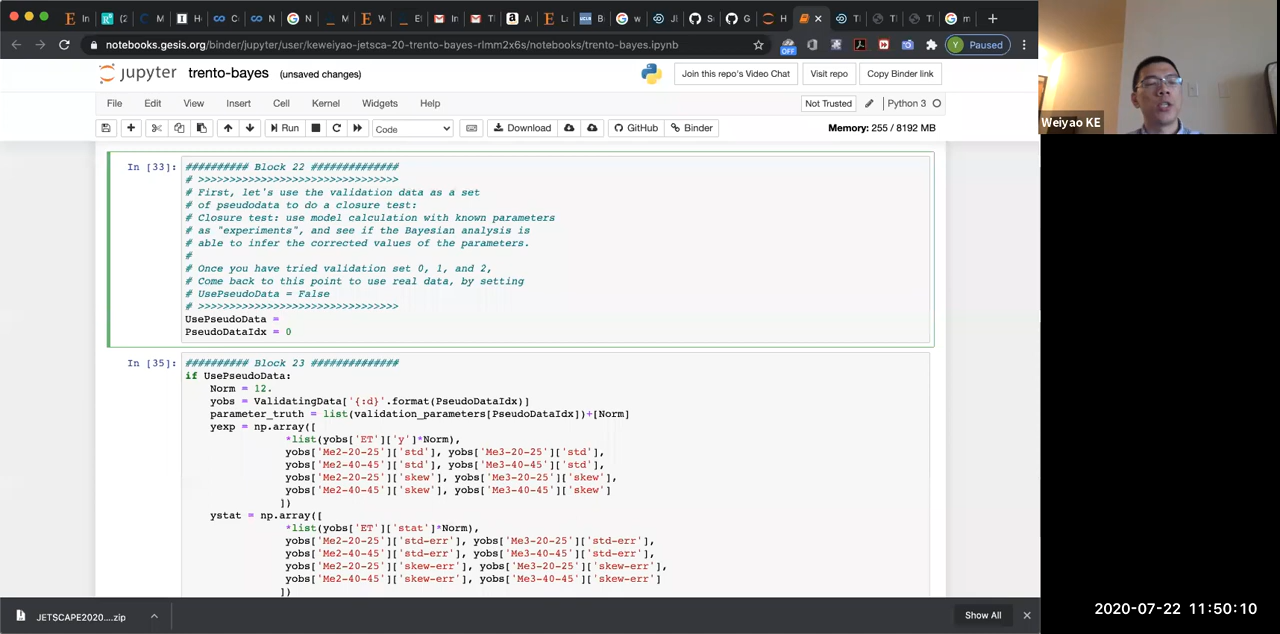 notebooks.gesis.org/binder/jupyter/user/keweiyao-jetsca-20-trento-bayes-rlmm2x6s/notebooks/trento-bayes.ipynb
OFF
Y Paused
jupyter trento-bayes (unsaved changes)
Join this repo's Video Chat Visit repo Copy Binder link
File Edit View Insert Cell Kernel Widgets Help
Not Trusted Python 3
Run Code Download GitHub Binder Memory: 255 / 8192 MB
In [33]: ########## Block 22 ##############
# >>>>>>>>>>>>>>>>>>>>>>>>>>>>>>>>
# First, let's use the validation data as a set
# of pseudodata to do a closure test:
# Closure test: use model calculation with known parameters
# as "experiments", and see if the Bayesian analysis is
# able to infer the corrected values of the parameters.
#
# Once you have tried validation set 0, 1, and 2,
# Come back to this point to use real data, by setting
# UsePseudoData = False
# >>>>>>>>>>>>>>>>>>>>>>>>>>>>>>>>
UsePseudoData =
PseudoDataIdx = 0
In [35]: ########## Block 23 ##############
if UsePseudoData:
    Norm = 12.
    yobs = ValidatingData['{:d}'.format(PseudoDataIdx)]
    parameter_truth = list(validation_parameters[PseudoDataIdx])+[Norm]
    yexp = np.array([
                *list(yobs['ET']['y']*Norm),
                yobs['Me2-20-25']['std'], yobs['Me3-20-25']['std'],
                yobs['Me2-40-45']['std'], yobs['Me3-40-45']['std'],
                yobs['Me2-20-25']['skew'], yobs['Me3-20-25']['skew'],
                yobs['Me2-40-45']['skew'], yobs['Me3-40-45']['skew']
               ])
    ystat = np.array([
                *list(yobs['ET']['stat']*Norm),
                yobs['Me2-20-25']['std-err'], yobs['Me3-20-25']['std-err'],
                yobs['Me2-40-45']['std-err'], yobs['Me3-40-45']['std-err'],
                yobs['Me2-20-25']['skew-err'], yobs['Me3-20-25']['skew-err'],
                yobs['Me2-40-45']['skew-err'], yobs['Me3-40-45']['skew-err']
               ])
JETSCAPE2020....zip
Show All
Weiyao KE
2020-07-22 11:50:10